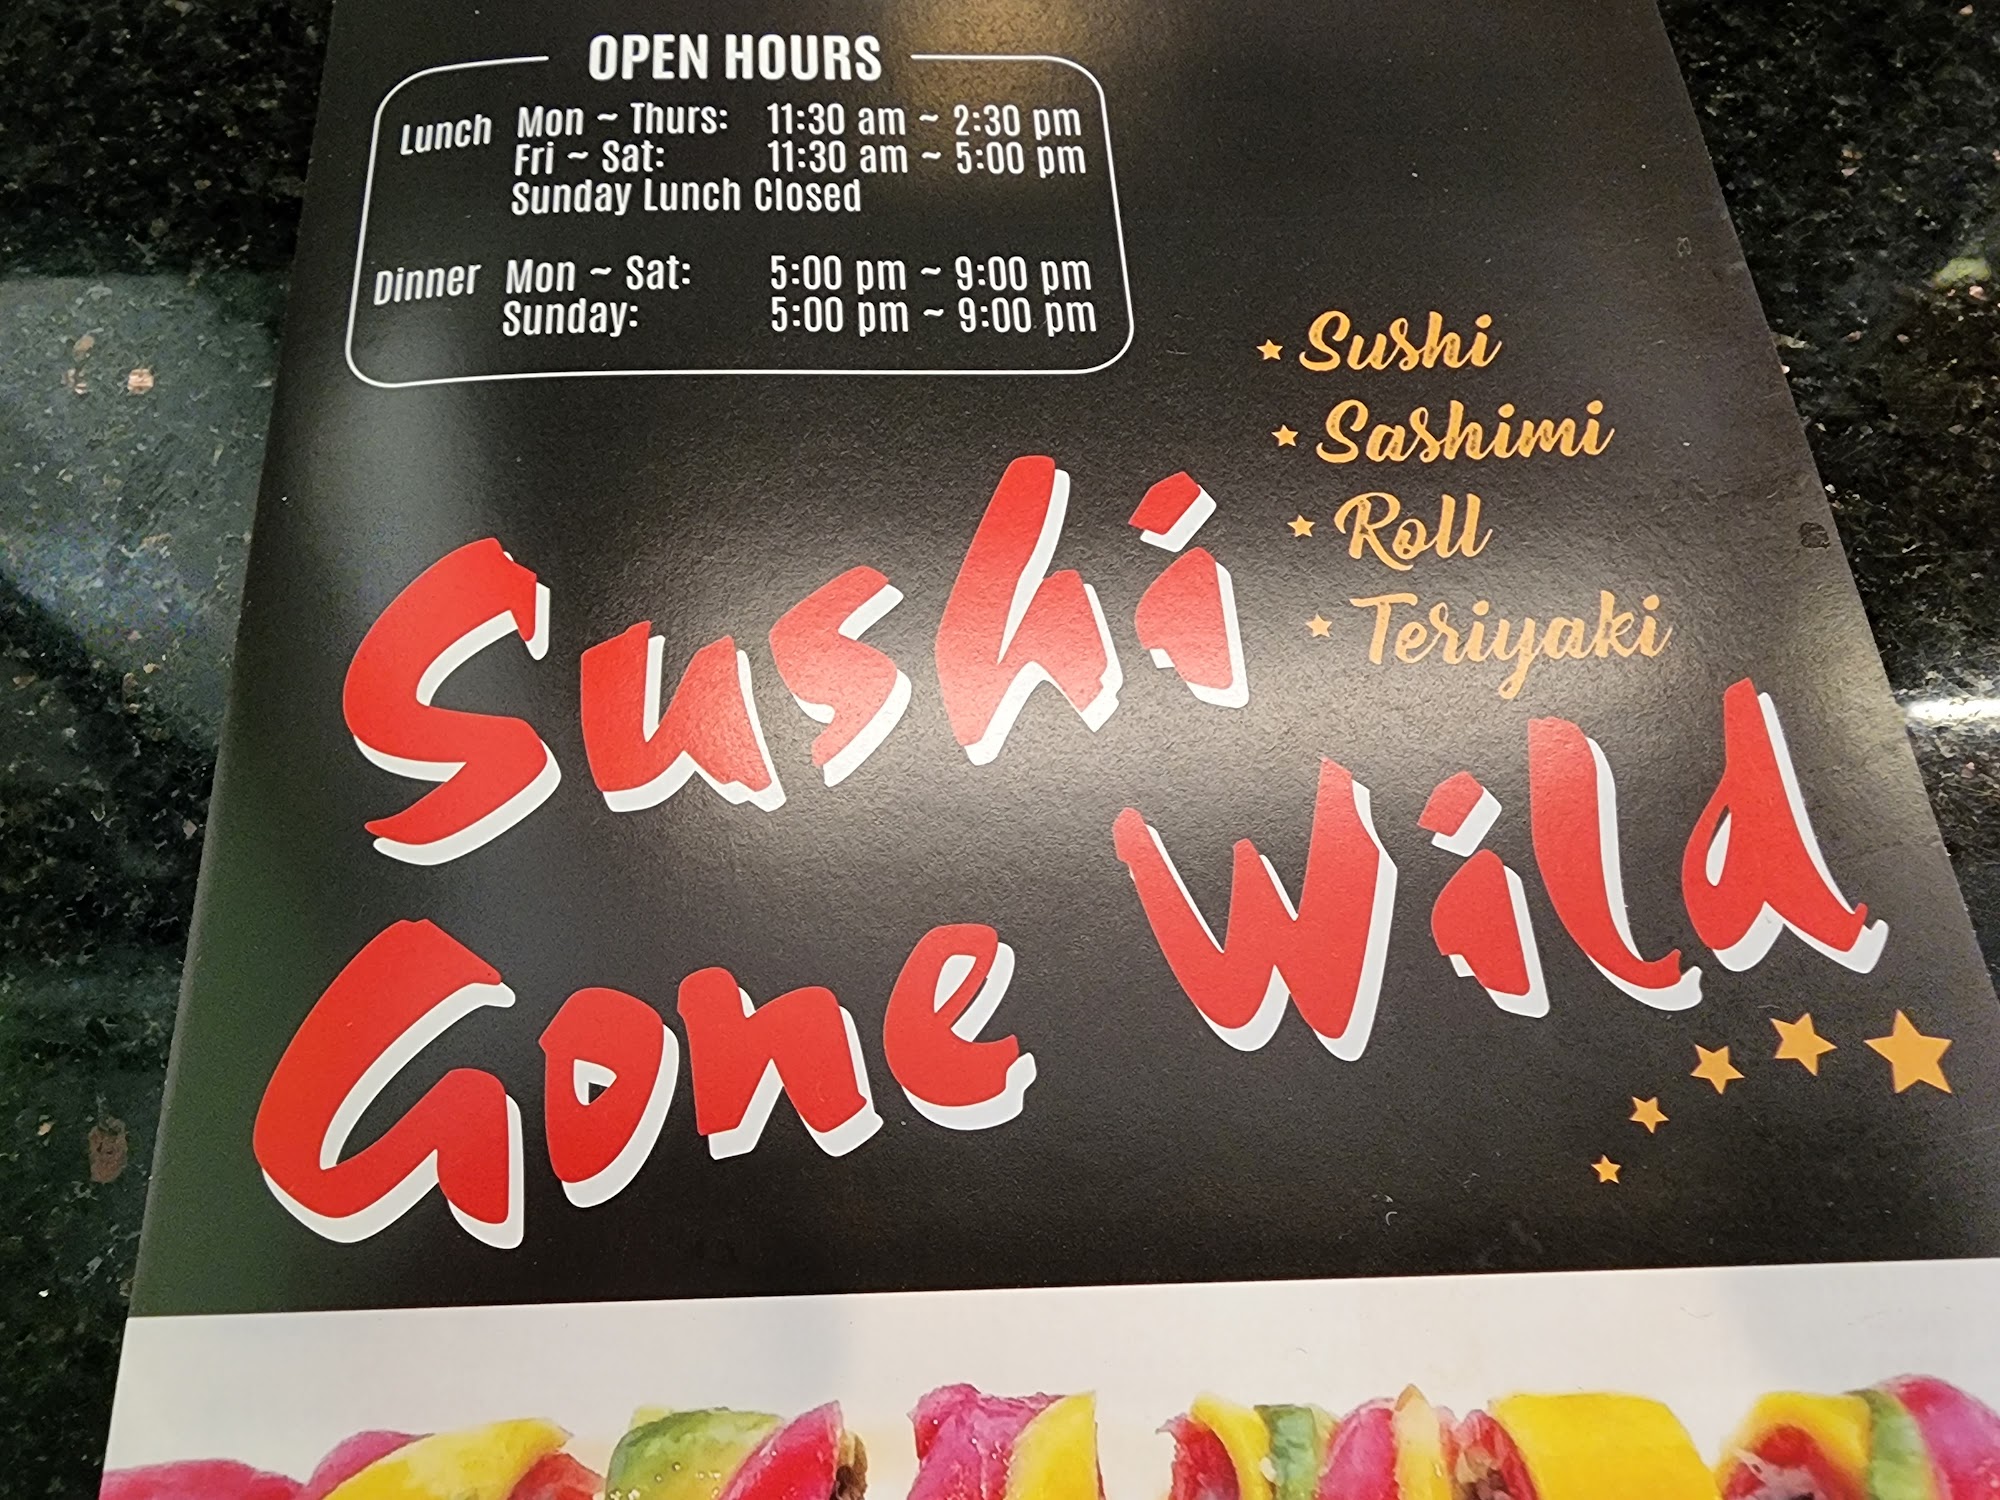 OPEN HOURS
Lunch Mon ~ Thurs: 11:30 am ~ 2:30 pm
Fri ~ Sat: 11:30 am ~ 5:00 pm
Sunday Lunch Closed
Dinner Mon ~ Sat: 5:00 pm ~ 9:00 pm
Sunday: 5:00 pm ~ 9:00 pm
Sushi
Sashimi
Roll
Teriyaki
Sushi
Gone Wild